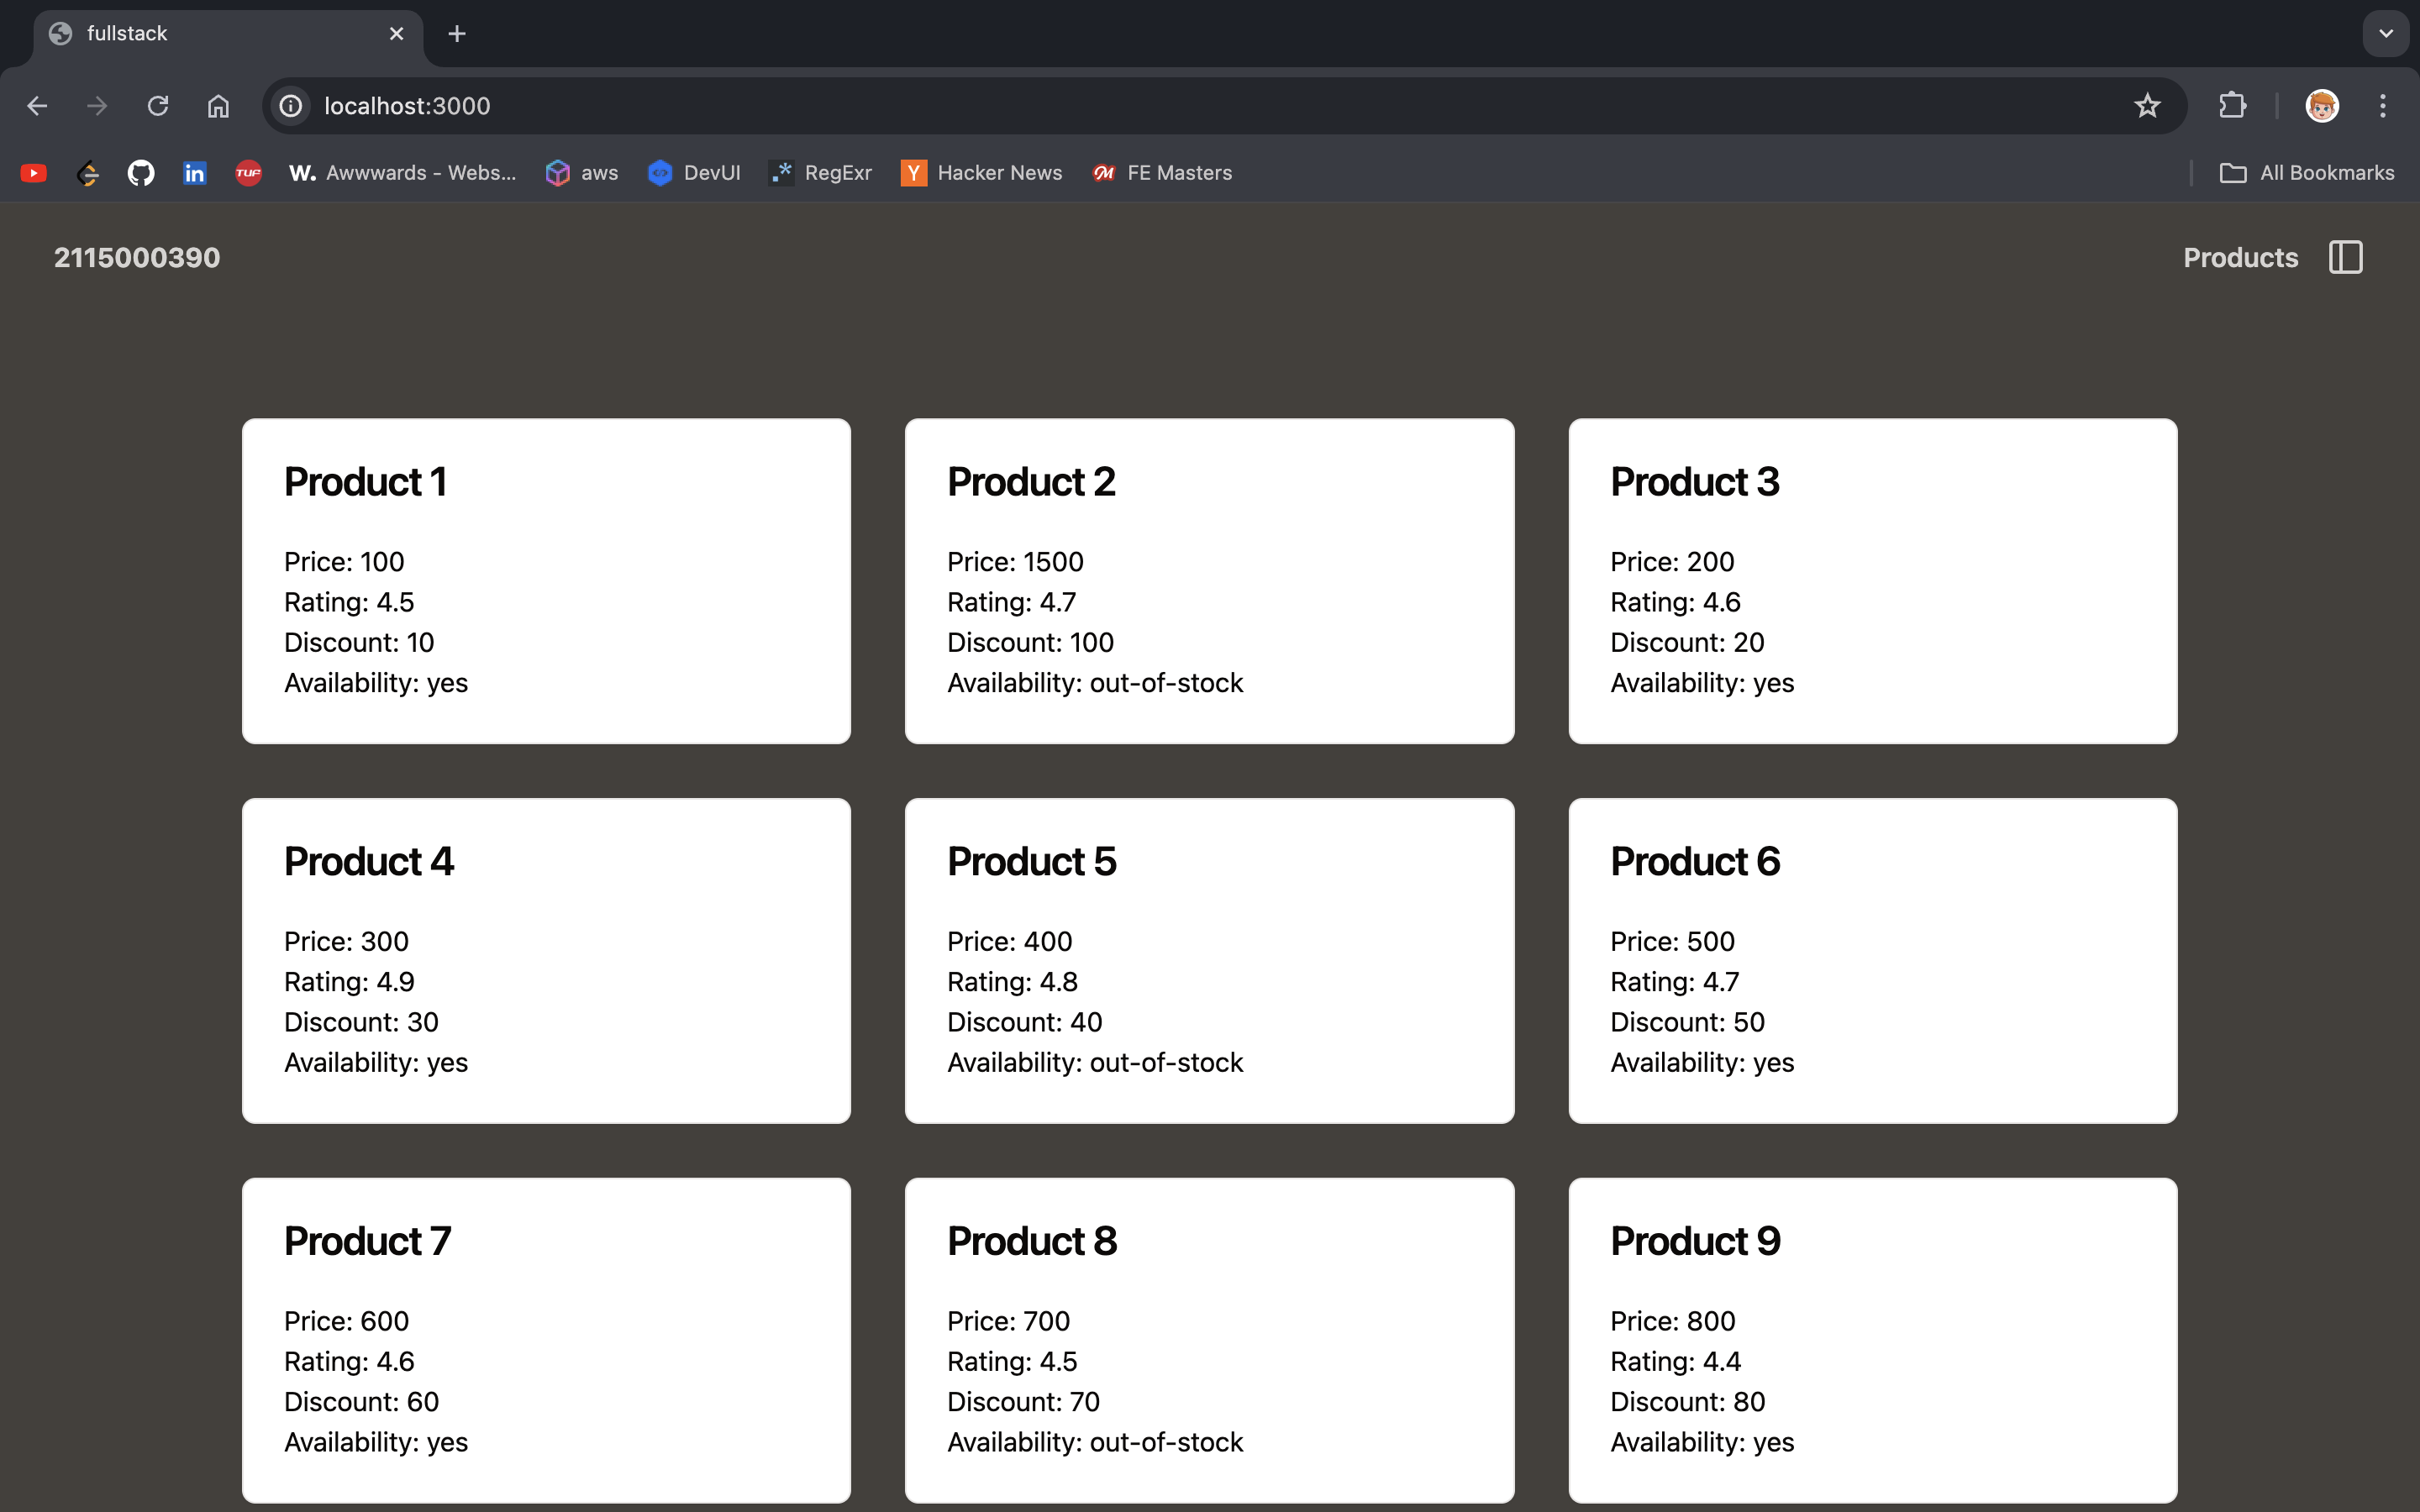 fullstack
localhost:3000
TUF
W. Awwwards - Webs...
aws
DevUI
.* RegExr
Y Hacker News
FE Masters
All Bookmarks
2115000390
Products
Product 1
Price: 100
Rating: 4.5
Discount: 10
Availability: yes
Product 2
Price: 1500
Rating: 4.7
Discount: 100
Availability: out-of-stock
Product 3
Price: 200
Rating: 4.6
Discount: 20
Availability: yes
Product 4
Price: 300
Rating: 4.9
Discount: 30
Availability: yes
Product 5
Price: 400
Rating: 4.8
Discount: 40
Availability: out-of-stock
Product 6
Price: 500
Rating: 4.7
Discount: 50
Availability: yes
Product 7
Price: 600
Rating: 4.6
Discount: 60
Availability: yes
Product 8
Price: 700
Rating: 4.5
Discount: 70
Availability: out-of-stock
Product 9
Price: 800
Rating: 4.4
Discount: 80
Availability: yes